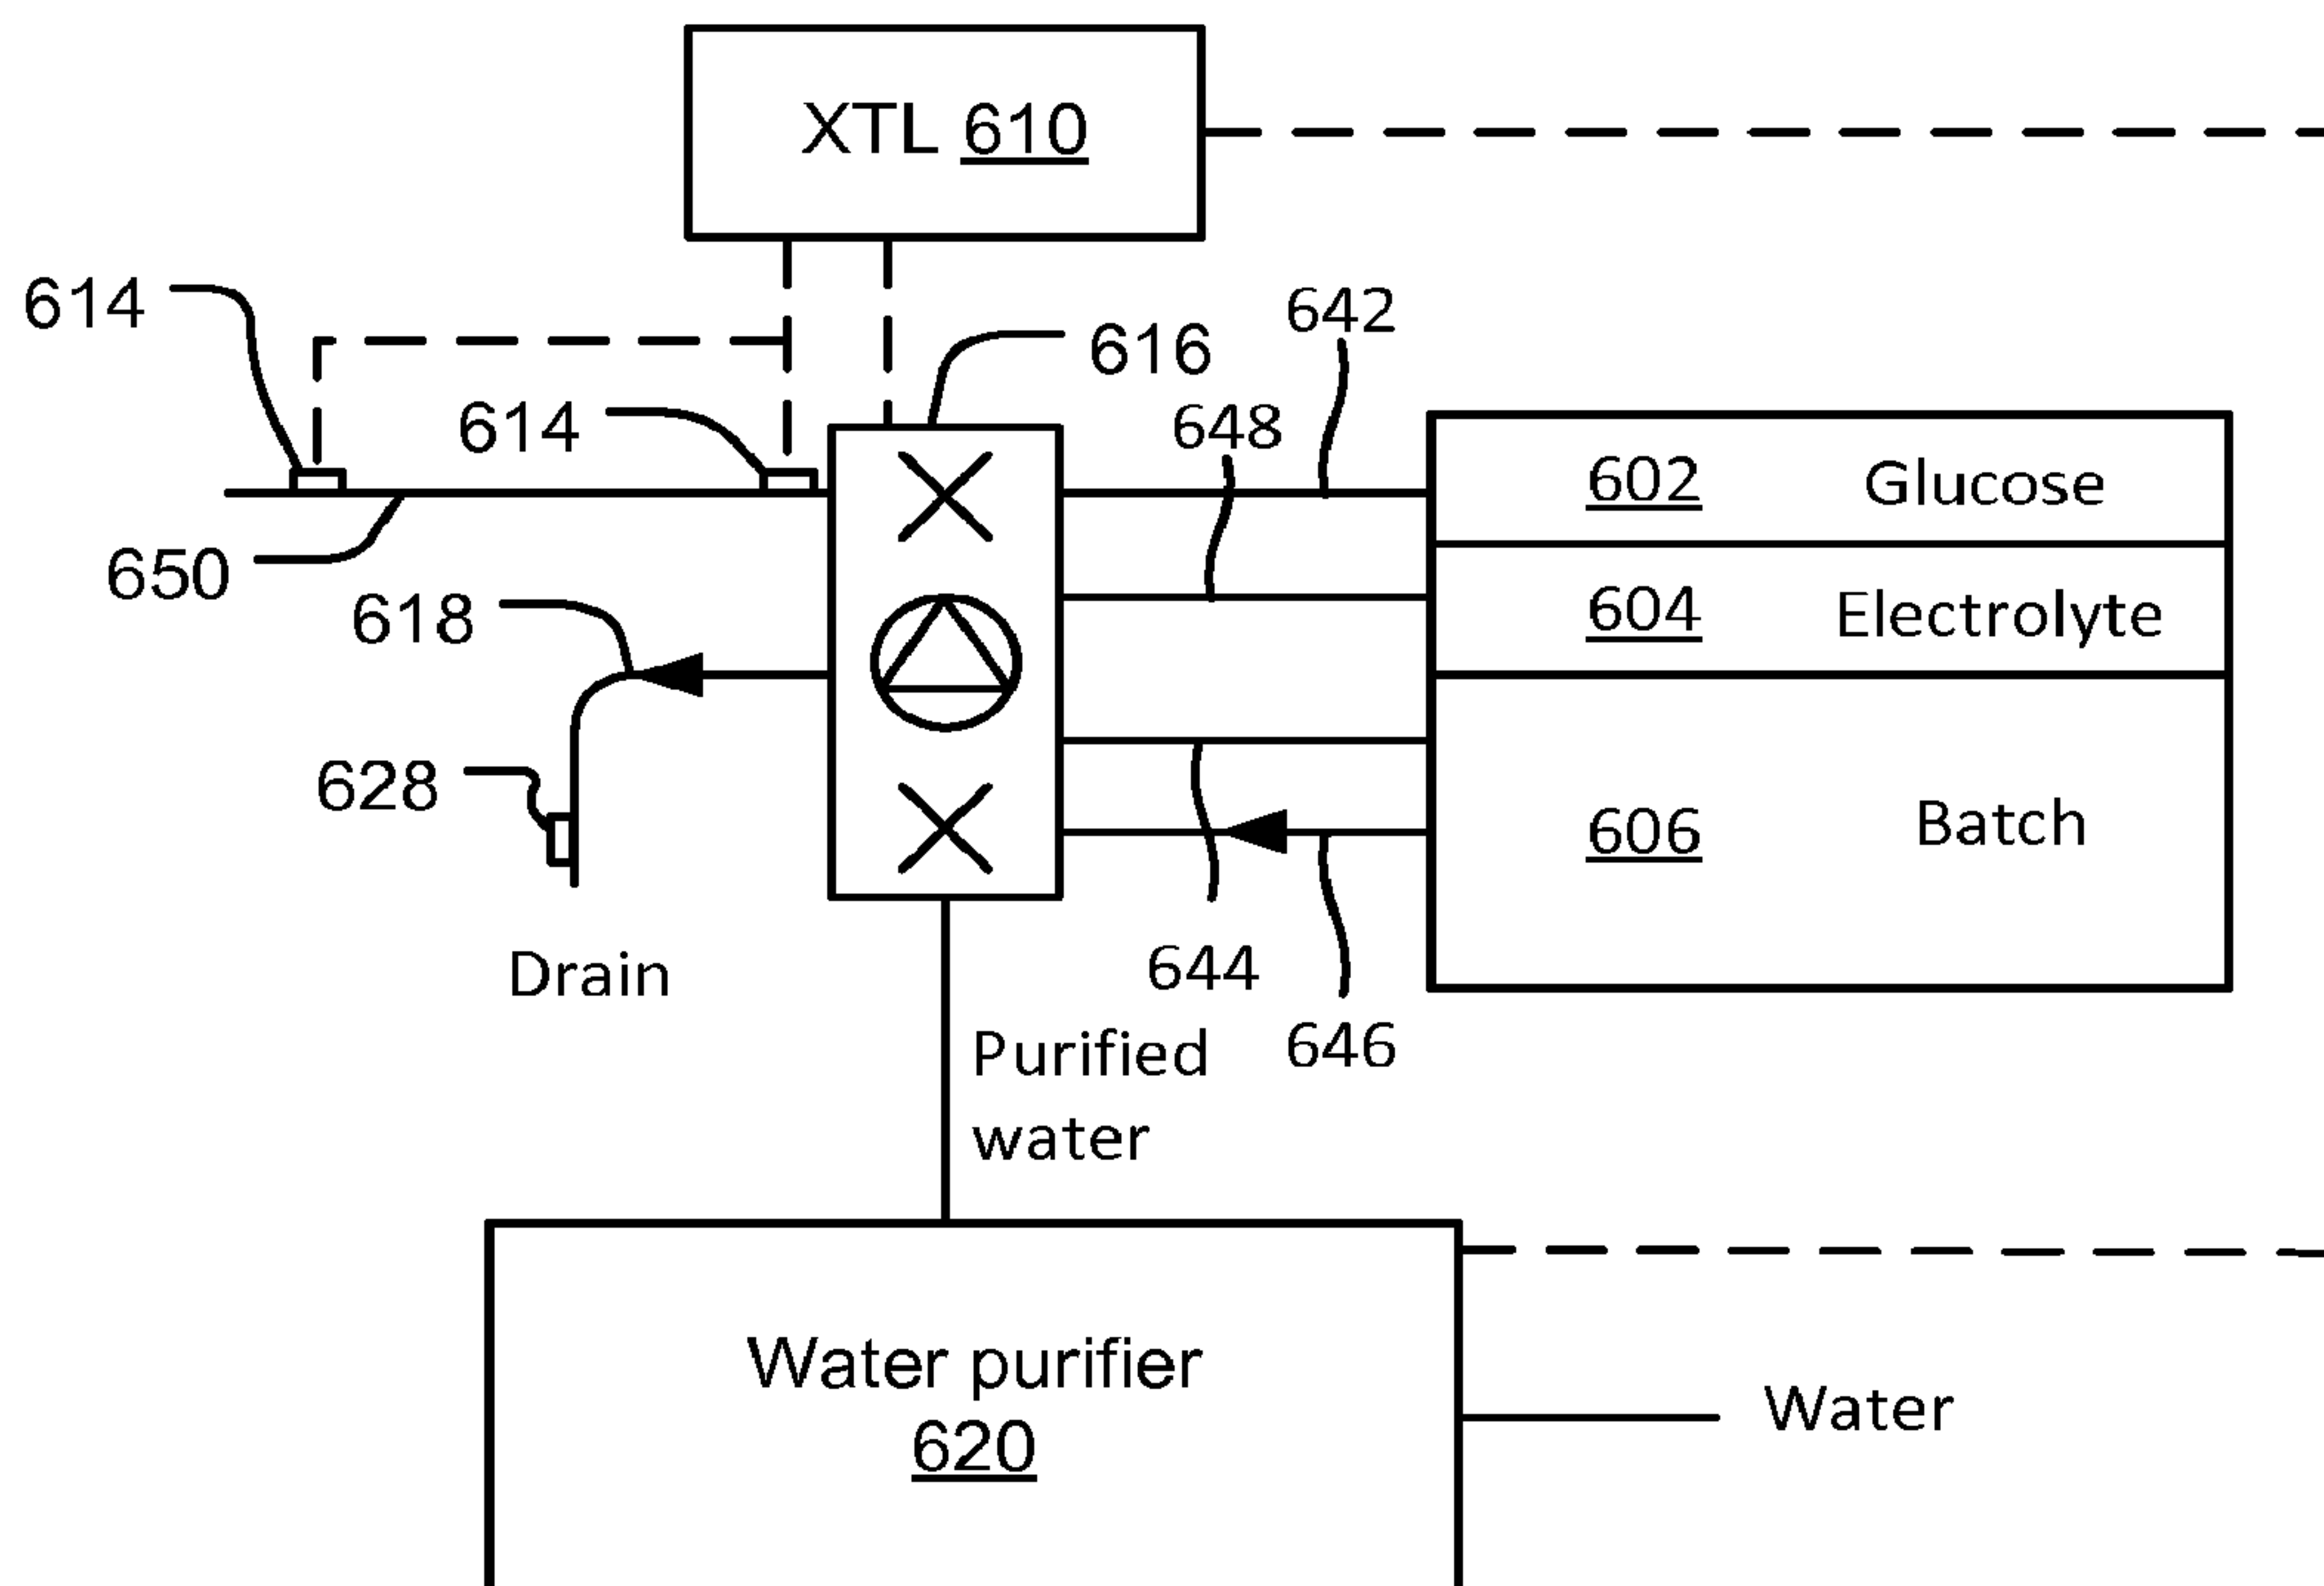 XTL 610
614
642
616
614
648
602 Glucose
650
618
604 Electrolyte
628
606 Batch
Drain
644
646
Purified
water
Water purifier
620
Water